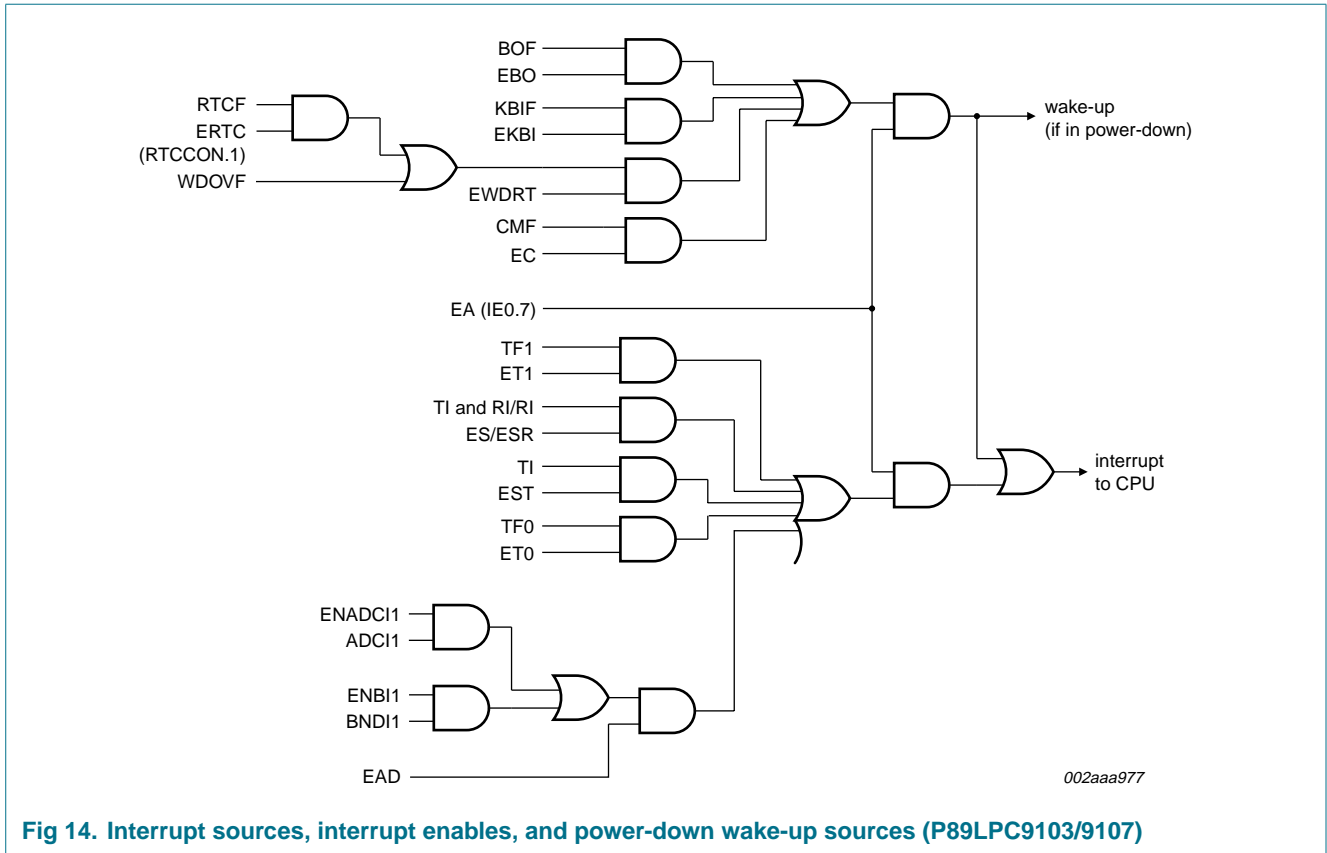 BOF
EBO
RTCF
ERTC
(RTCCON.1)
WDOVF
KBIF
EKBI
EWDRT
CMF
EC
wake-up
(if in power-down)
EA (IE0.7)
TF1
ET1
TI and RI/RI
ES/ESR
TI
EST
TF0
ET0
interrupt
to CPU
ENADCI1
ADCI1
ENBI1
BNDI1
EAD
002aaa977
Fig 14. Interrupt sources, interrupt enables, and power-down wake-up sources (P89LPC9103/9107)